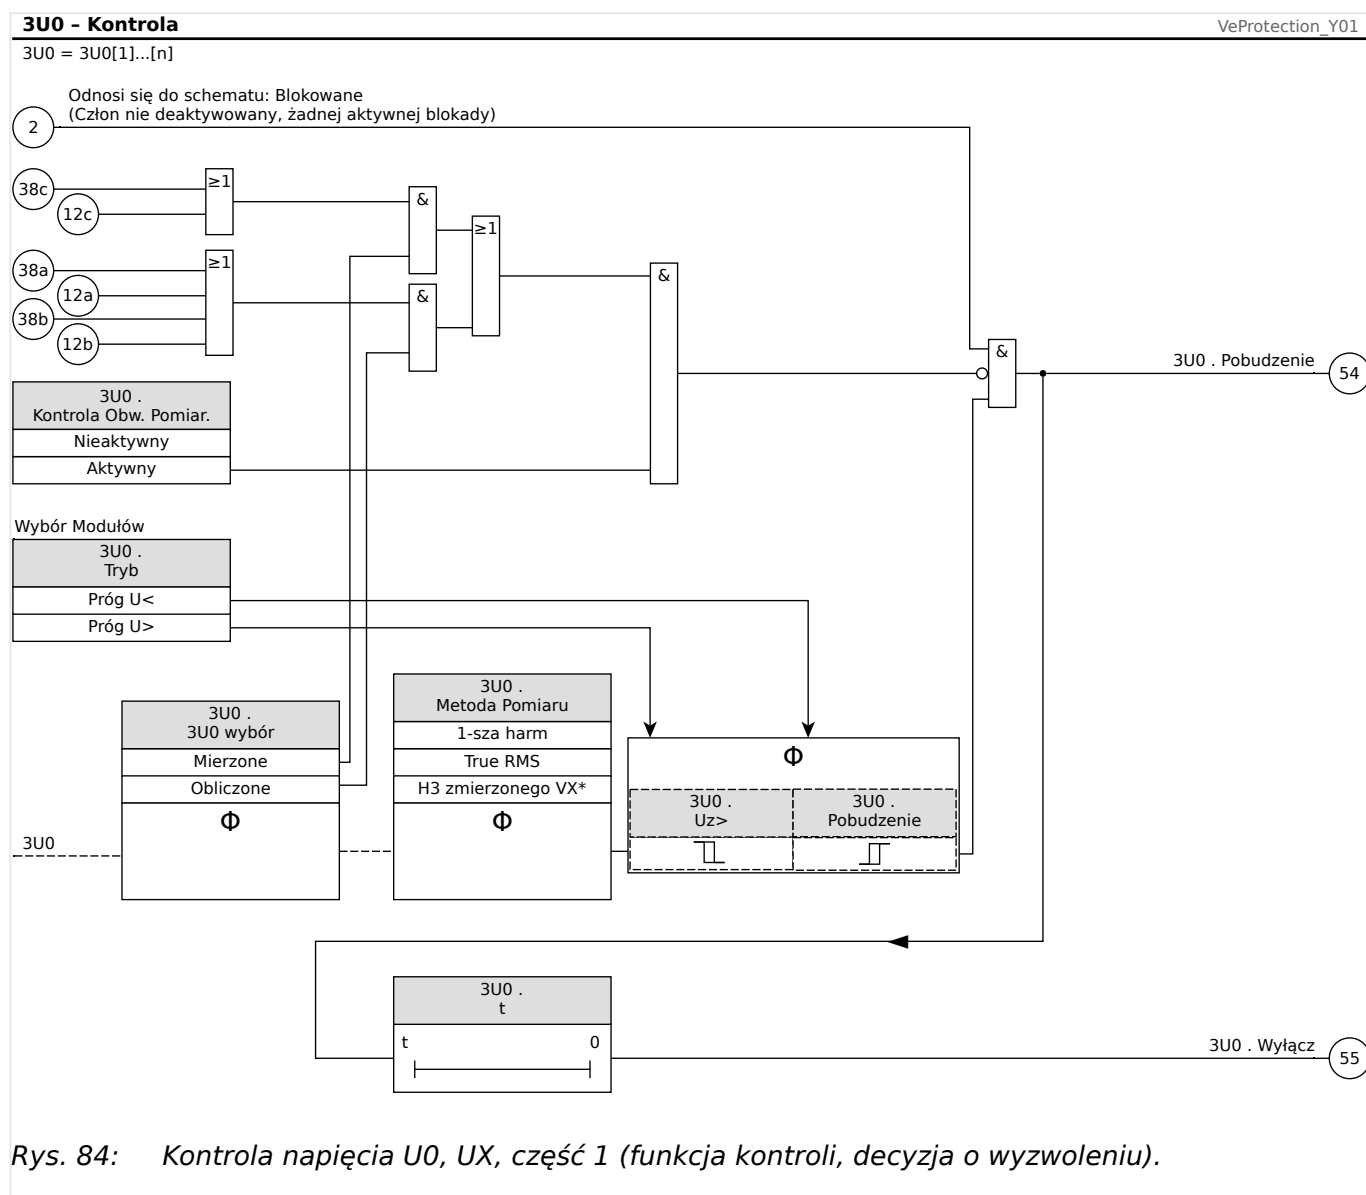 3U0 – Kontrola
VeProtection_Y01
3U0 = 3U0[1]...[n]
Odnosi się do schematu: Blokowane
(Człon nie deaktywowany, żadnej aktywnej blokady)
2
38c
12c
≥1
&
≥1
38a
12a
38b
12b
≥1
&
&
&
3U0 . Pobudzenie
54
3U0 .
Kontrola Obw. Pomiar.
Nieaktywny
Aktywny
Wybór Modułów
3U0 .
Tryb
Próg U<
Próg U>
3U0 .
3U0 wybór
Mierzone
Obliczone
Φ
3U0
3U0 .
Metoda Pomiaru
1-sza harm
True RMS
H3 zmierzonego VX*
Φ
Φ
3U0 .
Uz>
3U0 .
Pobudzenie
3U0 .
t
t 0
3U0 . Wyłącz
55
Rys. 84: Kontrola napięcia U0, UX, część 1 (funkcja kontroli, decyzja o wyzwoleniu).